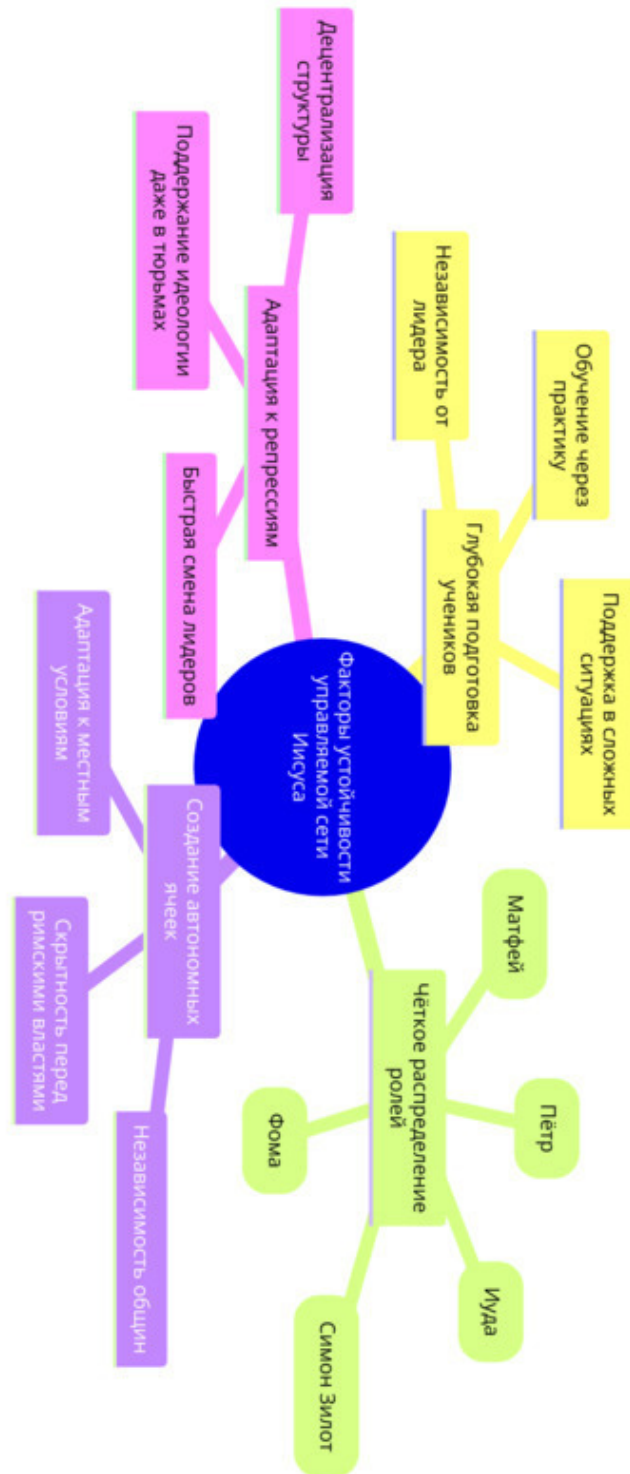 Факторы устойчивости
управляемой сети
Иисуса
Глубокая подготовка
учеников
Независимость от
лидера
Обучение через
практику
Поддержка в сложных
ситуациях
Чёткое распределение
ролей
Матфей
Пётр
Иуда
Симон Зилот
Фома
Создание автономных
ячеек
Независимость общин
Скрытность перед
римскими властями
Адаптация к местным
условиям
Адаптация к репрессиям
Быстрая смена лидеров
Поддержание идеологии
даже в тюрьмах
Децентрализация
структуры